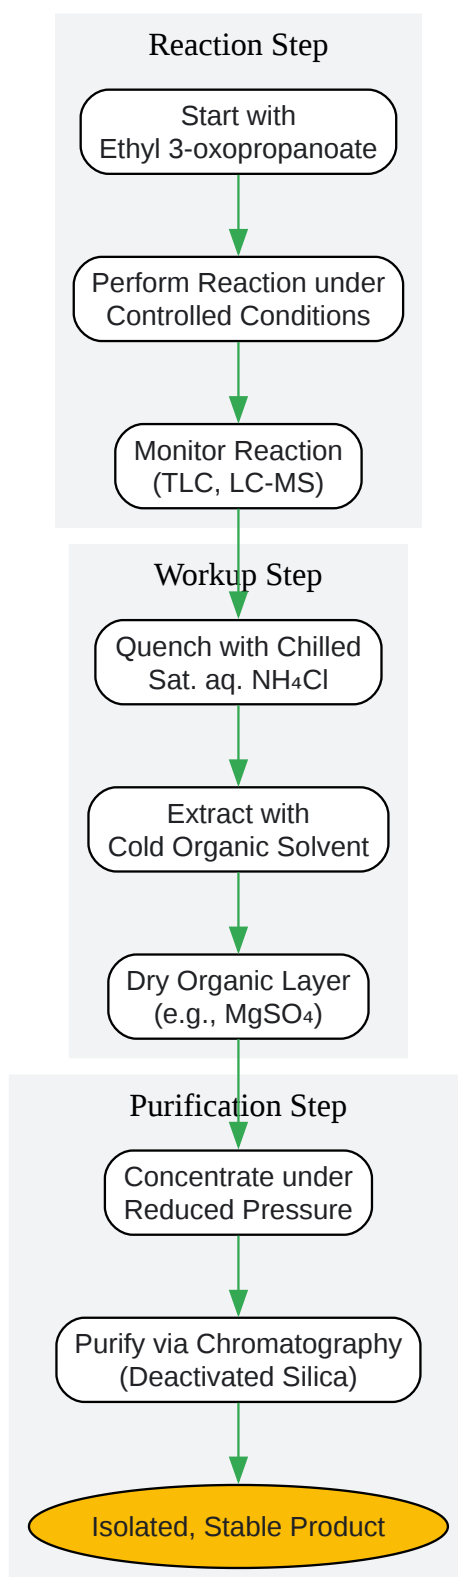 Reaction Step
Start with
Ethyl 3-oxopropanoate
Perform Reaction under
Controlled Conditions
Monitor Reaction
(TLC, LC-MS)
Workup Step
Quench with Chilled
Sat. aq. NH₄Cl
Extract with
Cold Organic Solvent
Dry Organic Layer
(e.g., MgSO₄)
Purification Step
Concentrate under
Reduced Pressure
Purify via Chromatography
(Deactivated Silica)
Isolated, Stable Product